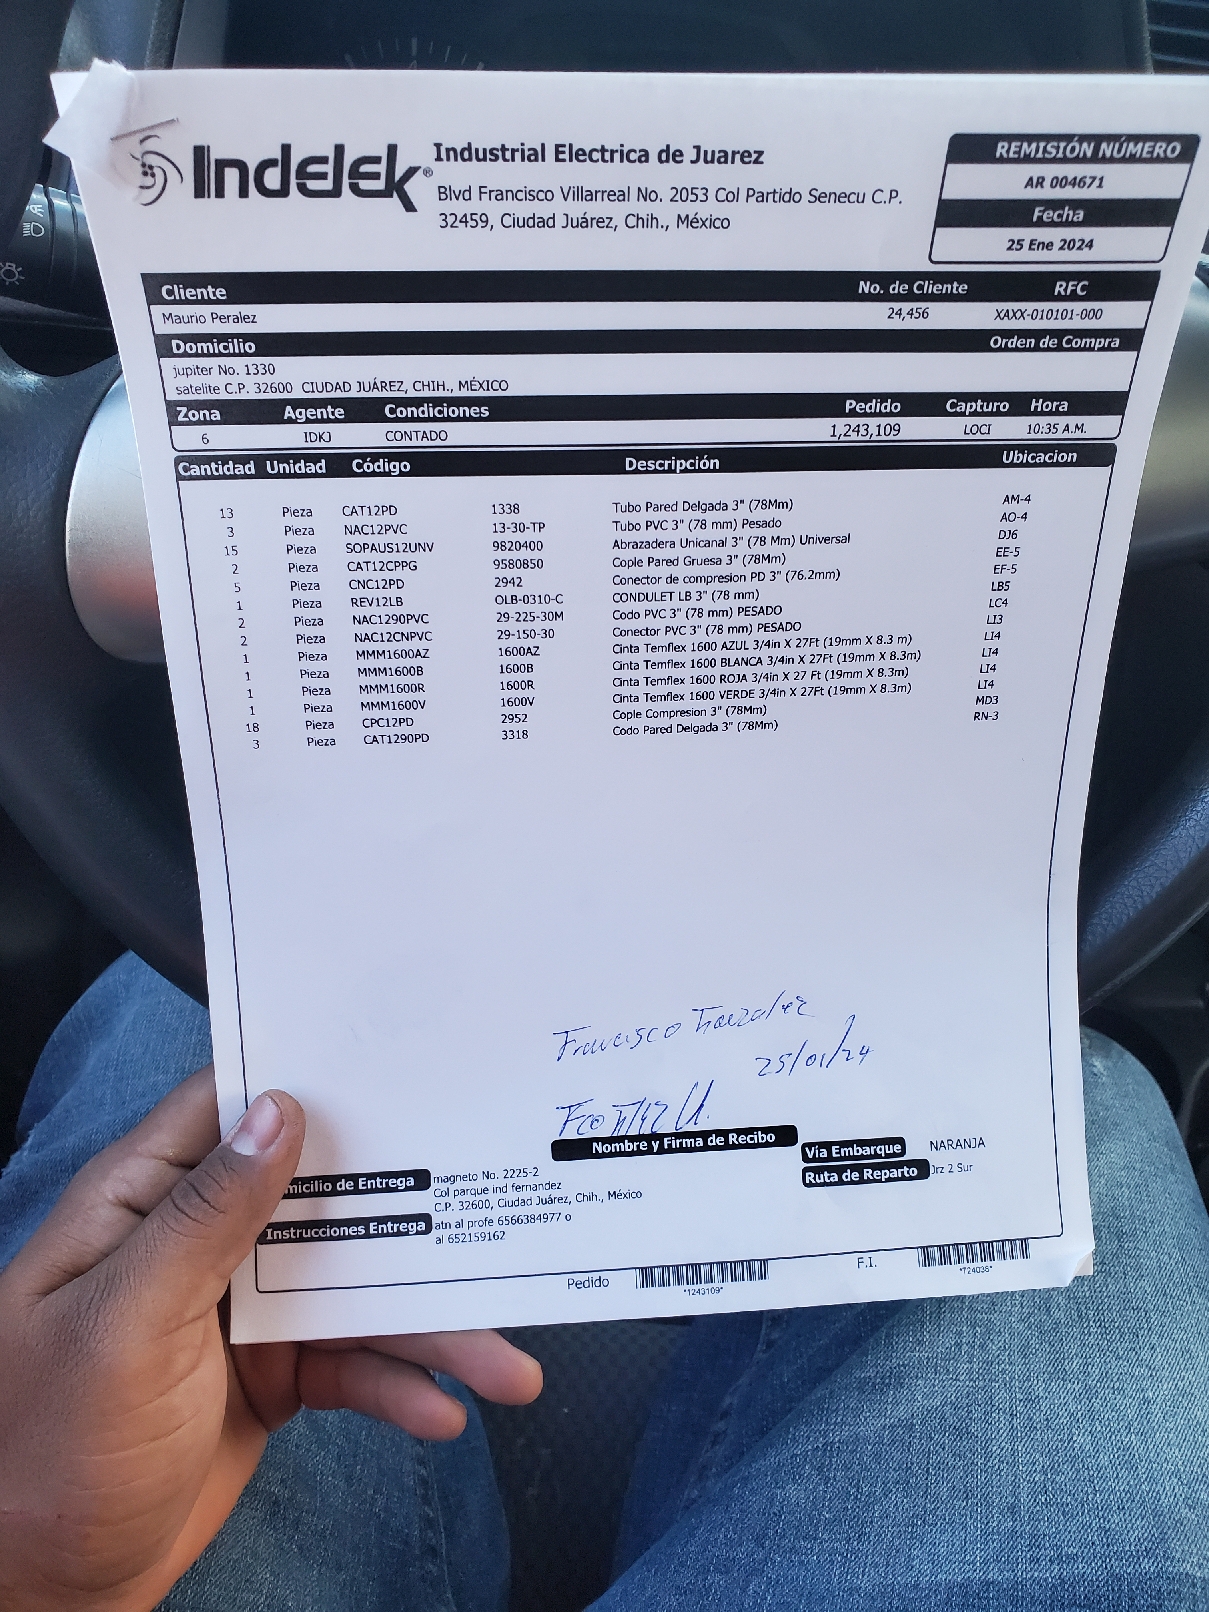 Indelek®
Industrial Electrica de Juarez
Blvd Francisco Villarreal No. 2053 Col Partido Senecu C.P.
32459, Ciudad Juárez, Chih., México
REMISIÓN NÚMERO
AR 004671
Fecha
25 Ene 2024
Cliente No. de Cliente RFC
Maurio Peralez 24,456 XAXX-010101-000
Domicilio Orden de Compra
jupiter No. 1330
satelite C.P. 32600 CIUDAD JUÁREZ, CHIH., MÉXICO
Zona Agente Condiciones Pedido Capturo Hora
6 IDKJ CONTADO 1,243,109 LOCI 10:35 A.M.
Cantidad Unidad Código Descripción Ubicacion
13 Pieza CAT12PD 1338 Tubo Pared Delgada 3" (78Mm) AM-4
3 Pieza NAC12PVC 13-30-TP Tubo PVC 3" (78 mm) Pesado AO-4
15 Pieza SOPAUS12UNV 9820400 Abrazadera Unicanal 3" (78 Mm) Universal DJ6
2 Pieza CAT12CPPG 9580850 Cople Pared Gruesa 3" (78Mm) EE-5
5 Pieza CNC12PD 2942 Conector de compresion PD 3" (76.2mm) EF-5
1 Pieza REV12LB OLB-0310-C CONDULET LB 3" (78 mm) LB5
2 Pieza NAC1290PVC 29-225-30M Codo PVC 3" (78 mm) PESADO LC4
2 Pieza NAC12CNPVC 29-150-30 Conector PVC 3" (78 mm) PESADO LI3
1 Pieza MMM1600AZ 1600AZ Cinta Temflex 1600 AZUL 3/4in X 27Ft (19mm X 8.3 m) LI4
1 Pieza MMM1600B 1600B Cinta Temflex 1600 BLANCA 3/4in X 27Ft (19mm X 8.3m) LI4
1 Pieza MMM1600R 1600R Cinta Temflex 1600 ROJA 3/4in X 27 Ft (19mm X 8.3m) LI4
1 Pieza MMM1600V 1600V Cinta Temflex 1600 VERDE 3/4in X 27Ft (19mm X 8.3m) LI4
18 Pieza CPC12PD 2952 Cople Compresion 3" (78Mm) MD3
3 Pieza CAT1290PD 3318 Codo Pared Delgada 3" (78Mm) RN-3
Francisco Gonzalez
25/01/24
Nombre y Firma de Recibo
Vía Embarque NARANJA
Ruta de Reparto Jrz 2 Sur
micilio de Entrega magneto No. 2225-2
Col parque ind fernandez
C.P. 32600, Ciudad Juárez, Chih., México
Instrucciones Entrega atn al profe 6566384977 o
al 652159162
Pedido *1243109* F.I. *724036*